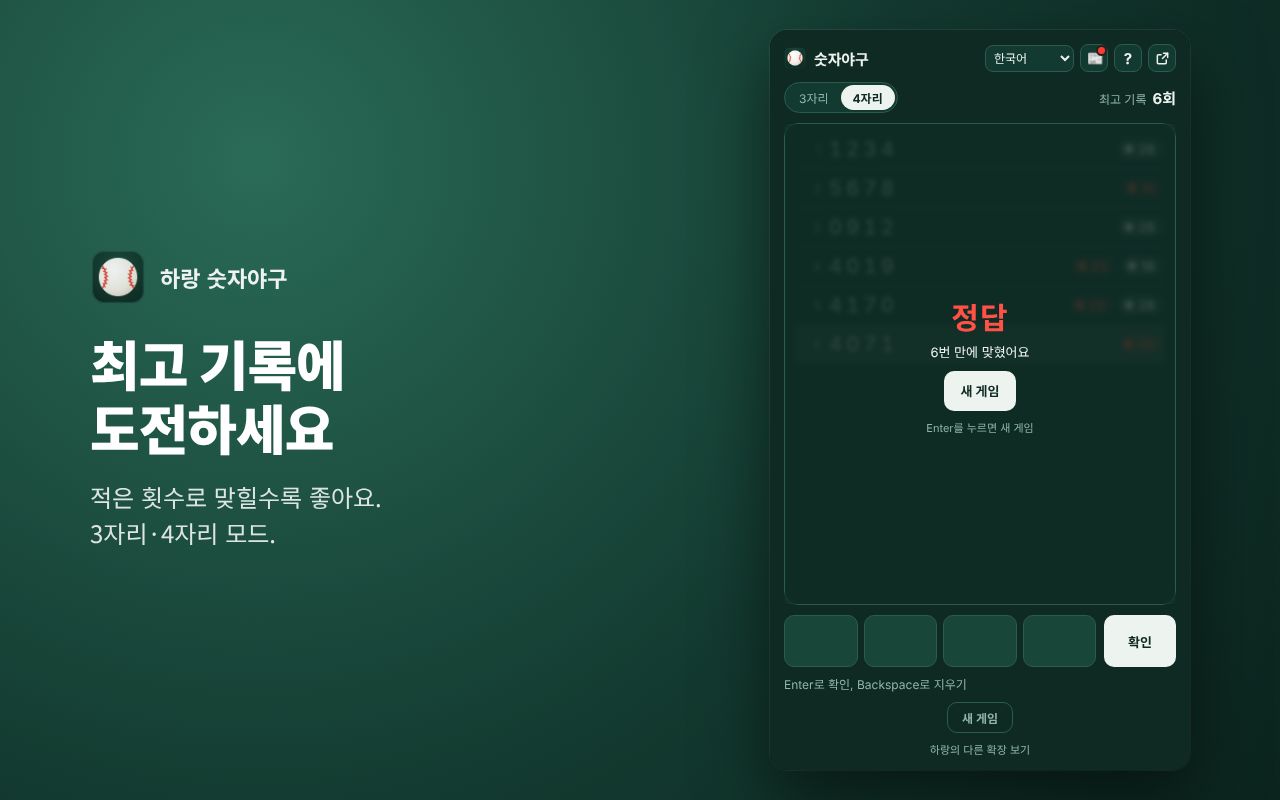 하랑 숫자야구
최고 기록에
도전하세요
적은 횟수로 맞힐수록 좋아요.
3자리·4자리 모드.
숫자야구
한국어
?
3자리
4자리
최고 기록 6회
1234
5678
0912
4019
4170
4071
정답
6번 만에 맞혔어요
새 게임
Enter를 누르면 새 게임
확인
Enter로 확인, Backspace로 지우기
새 게임
하랑의 다른 확장 보기